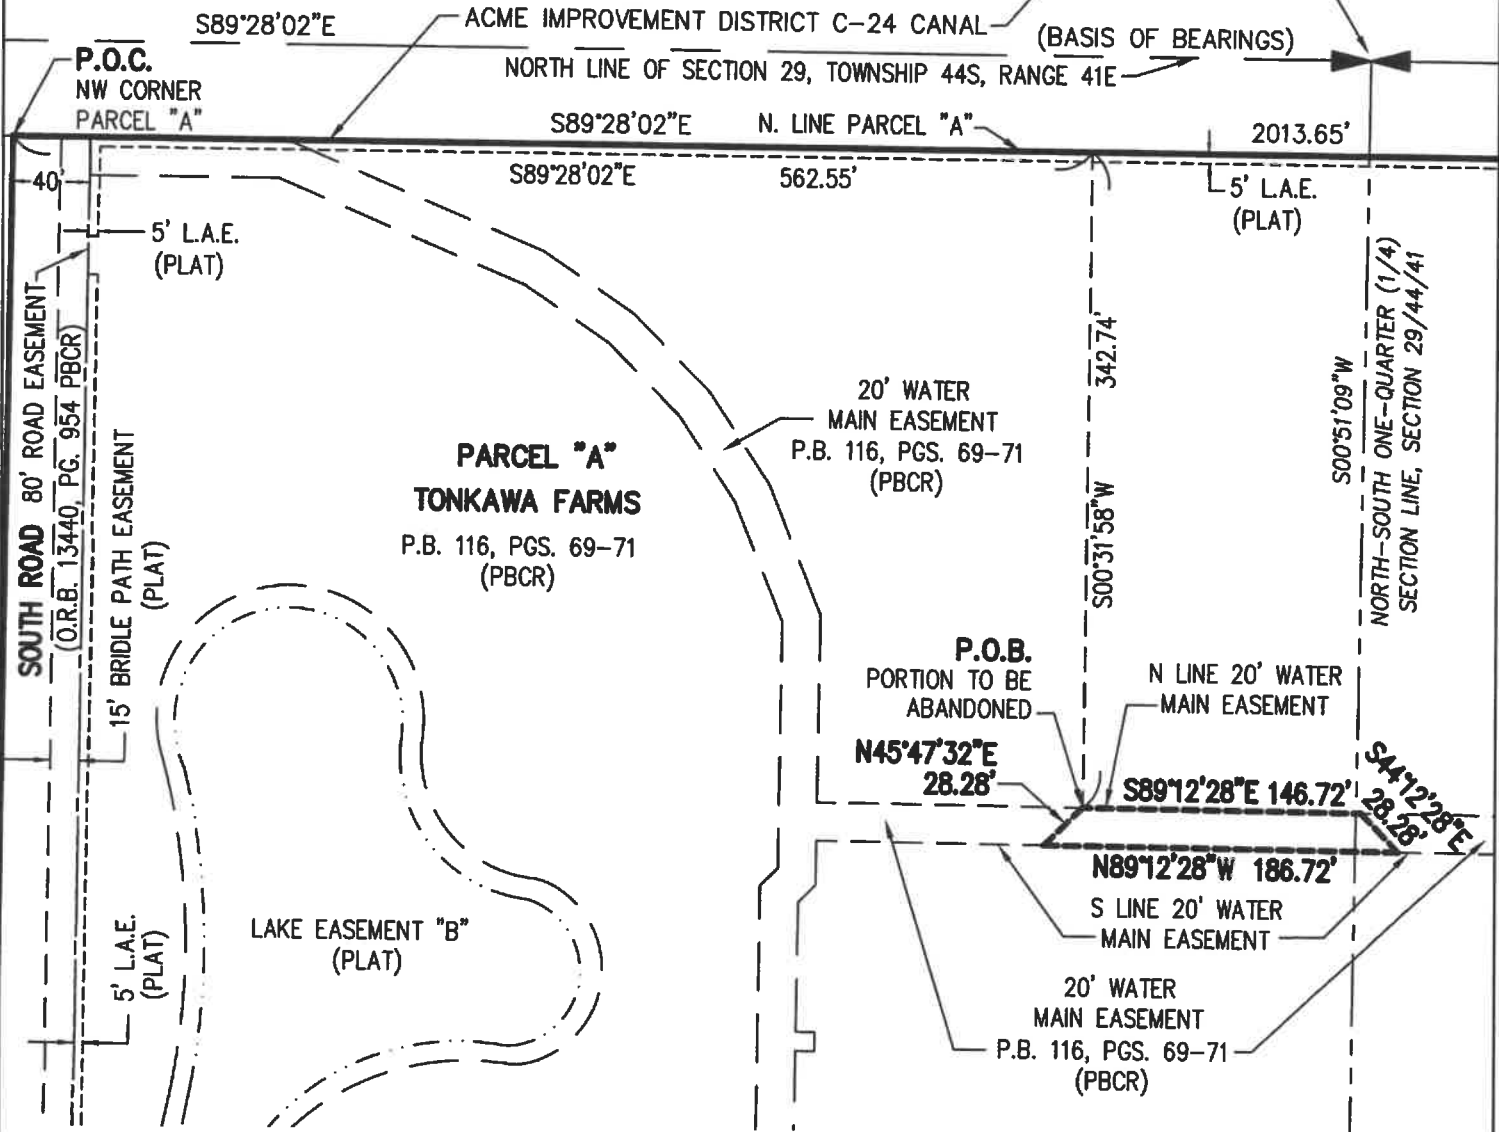 S89°28'02"E
ACME IMPROVEMENT DISTRICT C-24 CANAL
(BASIS OF BEARINGS)
P.O.C.
NW CORNER
PARCEL "A"
NORTH LINE OF SECTION 29, TOWNSHIP 44S, RANGE 41E
S89°28'02"E
N. LINE PARCEL "A"
2013.65'
40'
S89°28'02"E
562.55'
5' L.A.E.
(PLAT)
5' L.A.E.
(PLAT)
SOUTH ROAD 80' ROAD EASEMENT
(O.R.B. 13440, PG. 954 PBCR)
15' BRIDLE PATH EASEMENT
(PLAT)
PARCEL "A"
TONKAWA FARMS
P.B. 116, PGS. 69-71
(PBCR)
20' WATER
MAIN EASEMENT
P.B. 116, PGS. 69-71
(PBCR)
342.74'
S00°31'58"W
S00°51'09"W
NORTH-SOUTH ONE-QUARTER (1/4)
SECTION LINE, SECTION 29/44/41
P.O.B.
PORTION TO BE
ABANDONED
N LINE 20' WATER
MAIN EASEMENT
N45°47'32"E
28.28'
S89°12'28"E 146.72'
S44°12'28"E
28.28'
N89°12'28"W 186.72'
S LINE 20' WATER
MAIN EASEMENT
5' L.A.E.
(PLAT)
LAKE EASEMENT "B"
(PLAT)
20' WATER
MAIN EASEMENT
P.B. 116, PGS. 69-71
(PBCR)